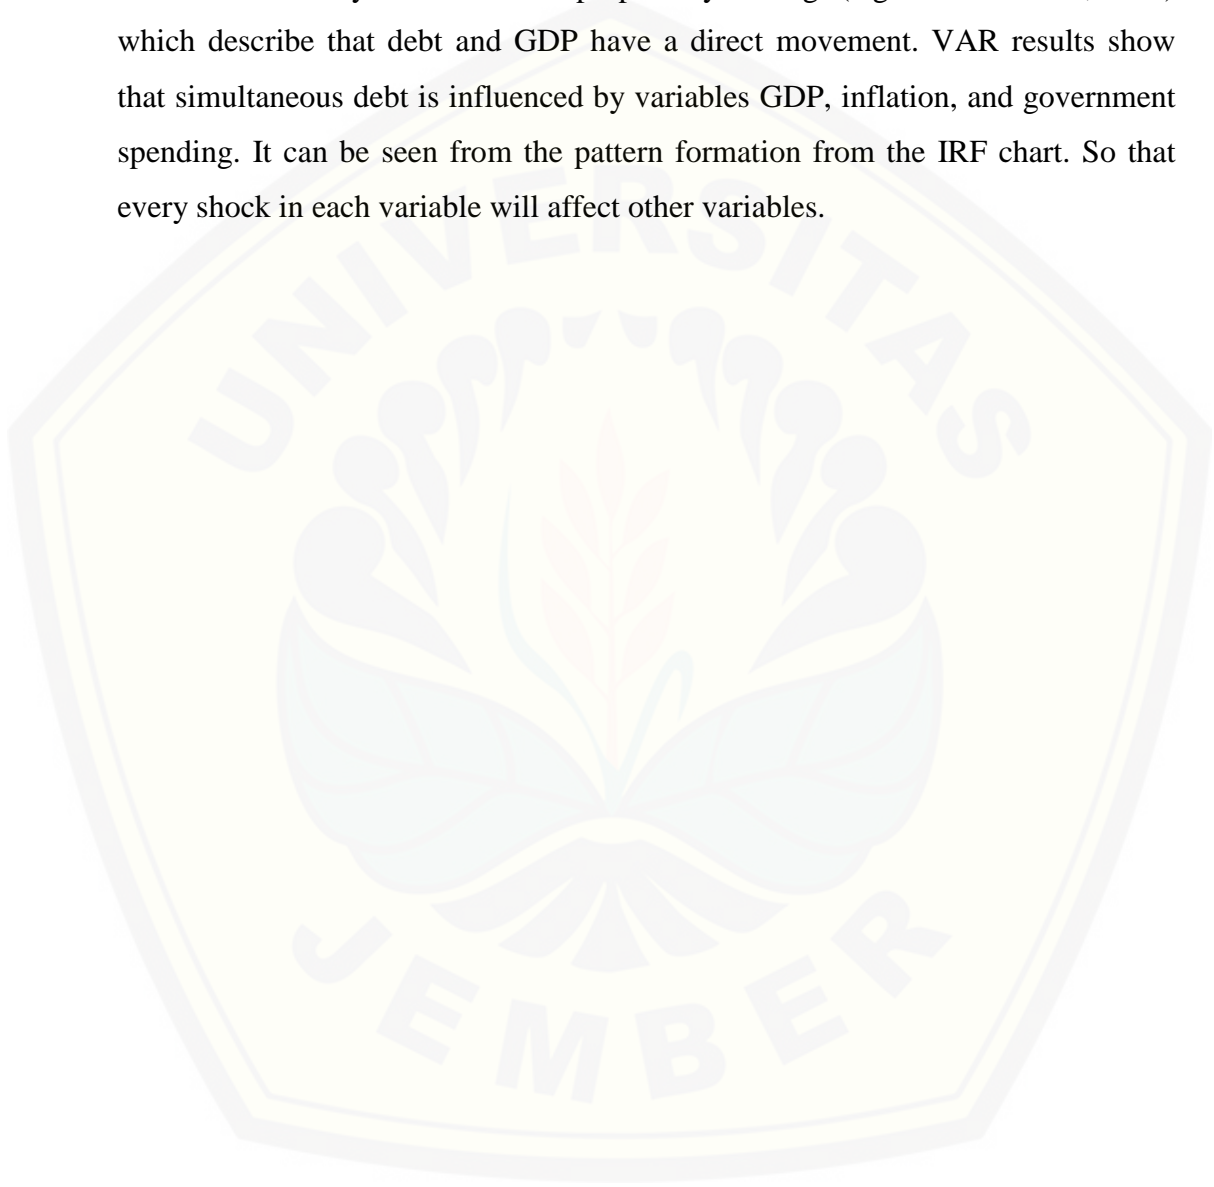 which describe that debt and GDP have a direct movement. VAR results show
that simultaneous debt is influenced by variables GDP, inflation, and government
spending. It can be seen from the pattern formation from the IRF chart. So that
every shock in each variable will affect other variables.
UNIVERSITAS
JEMBER